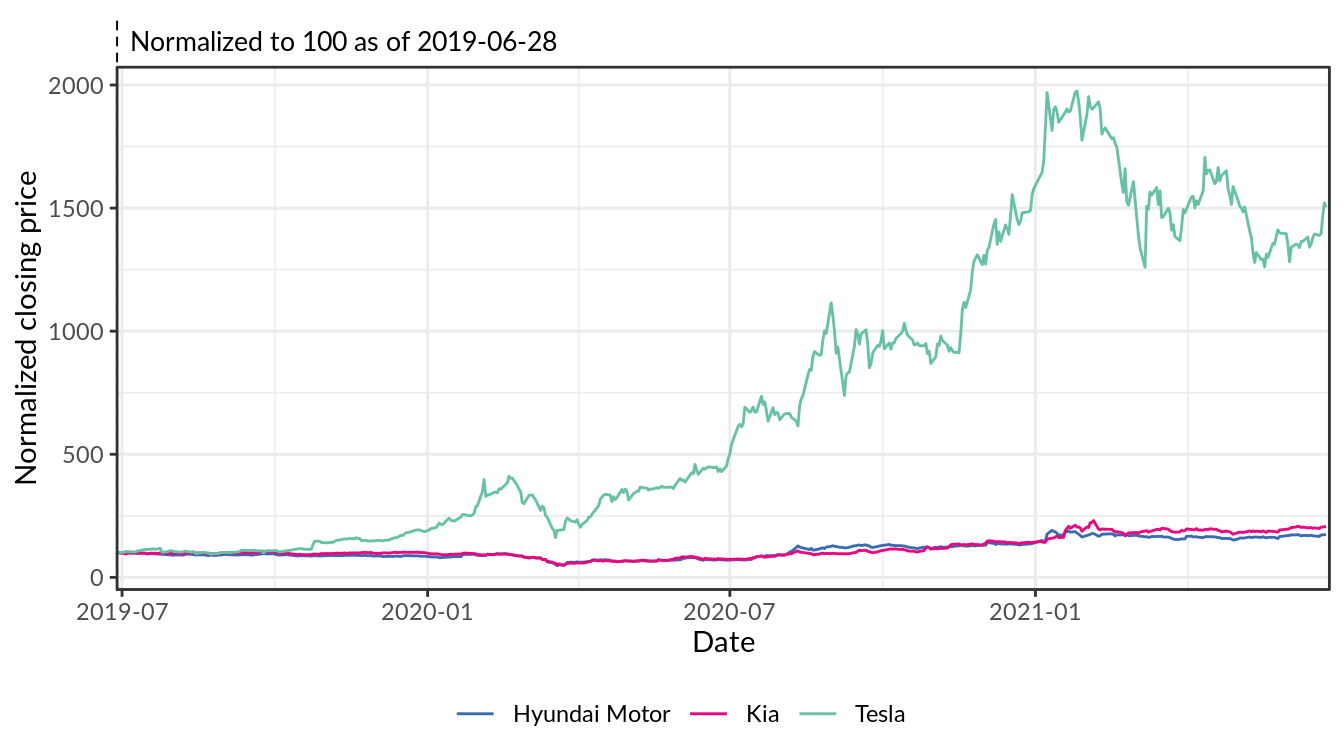 Normalized to 100 as of 2019-06-28
Normalized closing price
2000
1500
1000
500
0
2019-07 2020-01 2020-07 2021-01
Date
Hyundai Motor Kia Tesla